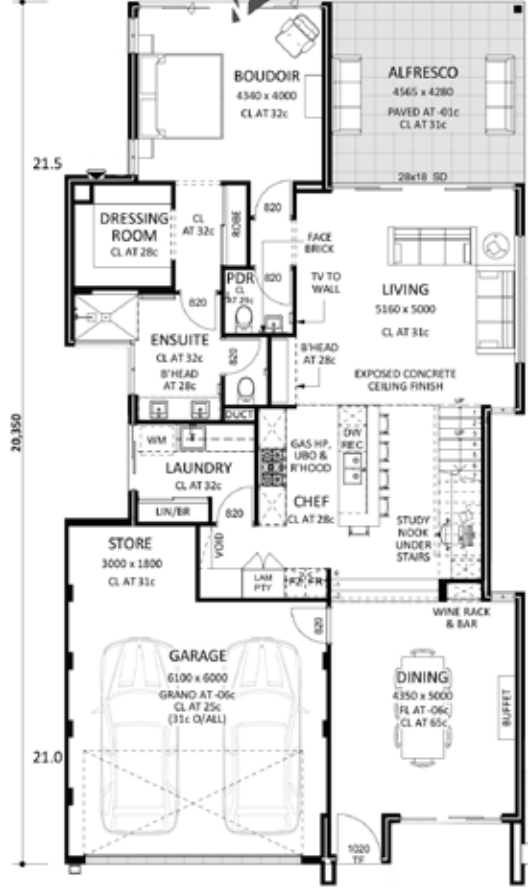 BOUDOIR
4340 x 4000
CL AT 32c
ALFRESCO
4565 x 4280
PAVED AT -01c
CL AT 31c
21.5
28x18 SD
DRESSING
ROOM
CL AT 28c
CL
AT 32c
ROBE
820
FACE
BRICK
PDR
CL
AT 29c
820
TV TO
WALL
LIVING
5160 x 5000
CL AT 31c
820
ENSUITE
CL AT 32c
B'HEAD
AT 28c
820
B'HEAD
AT 28c
EXPOSED CONCRETE
CEILING FINISH
UP
DUCT
20,350
WM
LAUNDRY
CL AT 32c
GAS HP,
UBO &
R'HOOD
DW
REC
UP
CHEF
CL AT 28c
LIN/BR
820
VOID
STUDY
NOOK
UNDER
STAIRS
STORE
3000 x 1800
CL AT 31c
LAM
PTY
FZ
FR
WINE RACK
& BAR
820
GARAGE
6100 x 6000
GRANO AT -06c
CL AT 25c
(31c O/ALL)
DINING
4350 x 5000
FL AT -06c
CL AT 65c
BUFFET
21.0
1020
TF